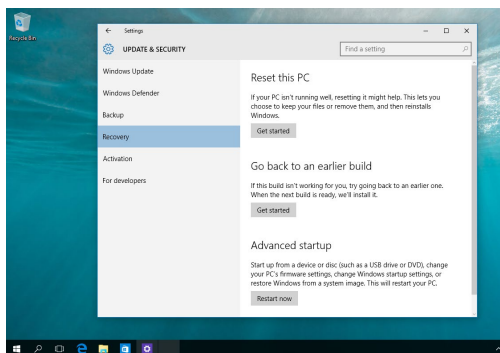 Recycle Bin
Settings
UPDATE & SECURITY
Find a setting
Windows Update
Windows Defender
Backup
Recovery
Activation
For developers
Reset this PC
If your PC isn't running well, resetting it might help. This lets you
choose to keep your files or remove them, and then reinstalls
Windows.
Get started
Go back to an earlier build
If this build isn't working for you, try going back to an earlier one.
When the next build is ready, we'll install it.
Get started
Advanced startup
Start up from a device or disc (such as a USB drive or DVD), change
your PC's firmware settings, change Windows startup settings, or
restore Windows from a system image. This will restart your PC.
Restart now